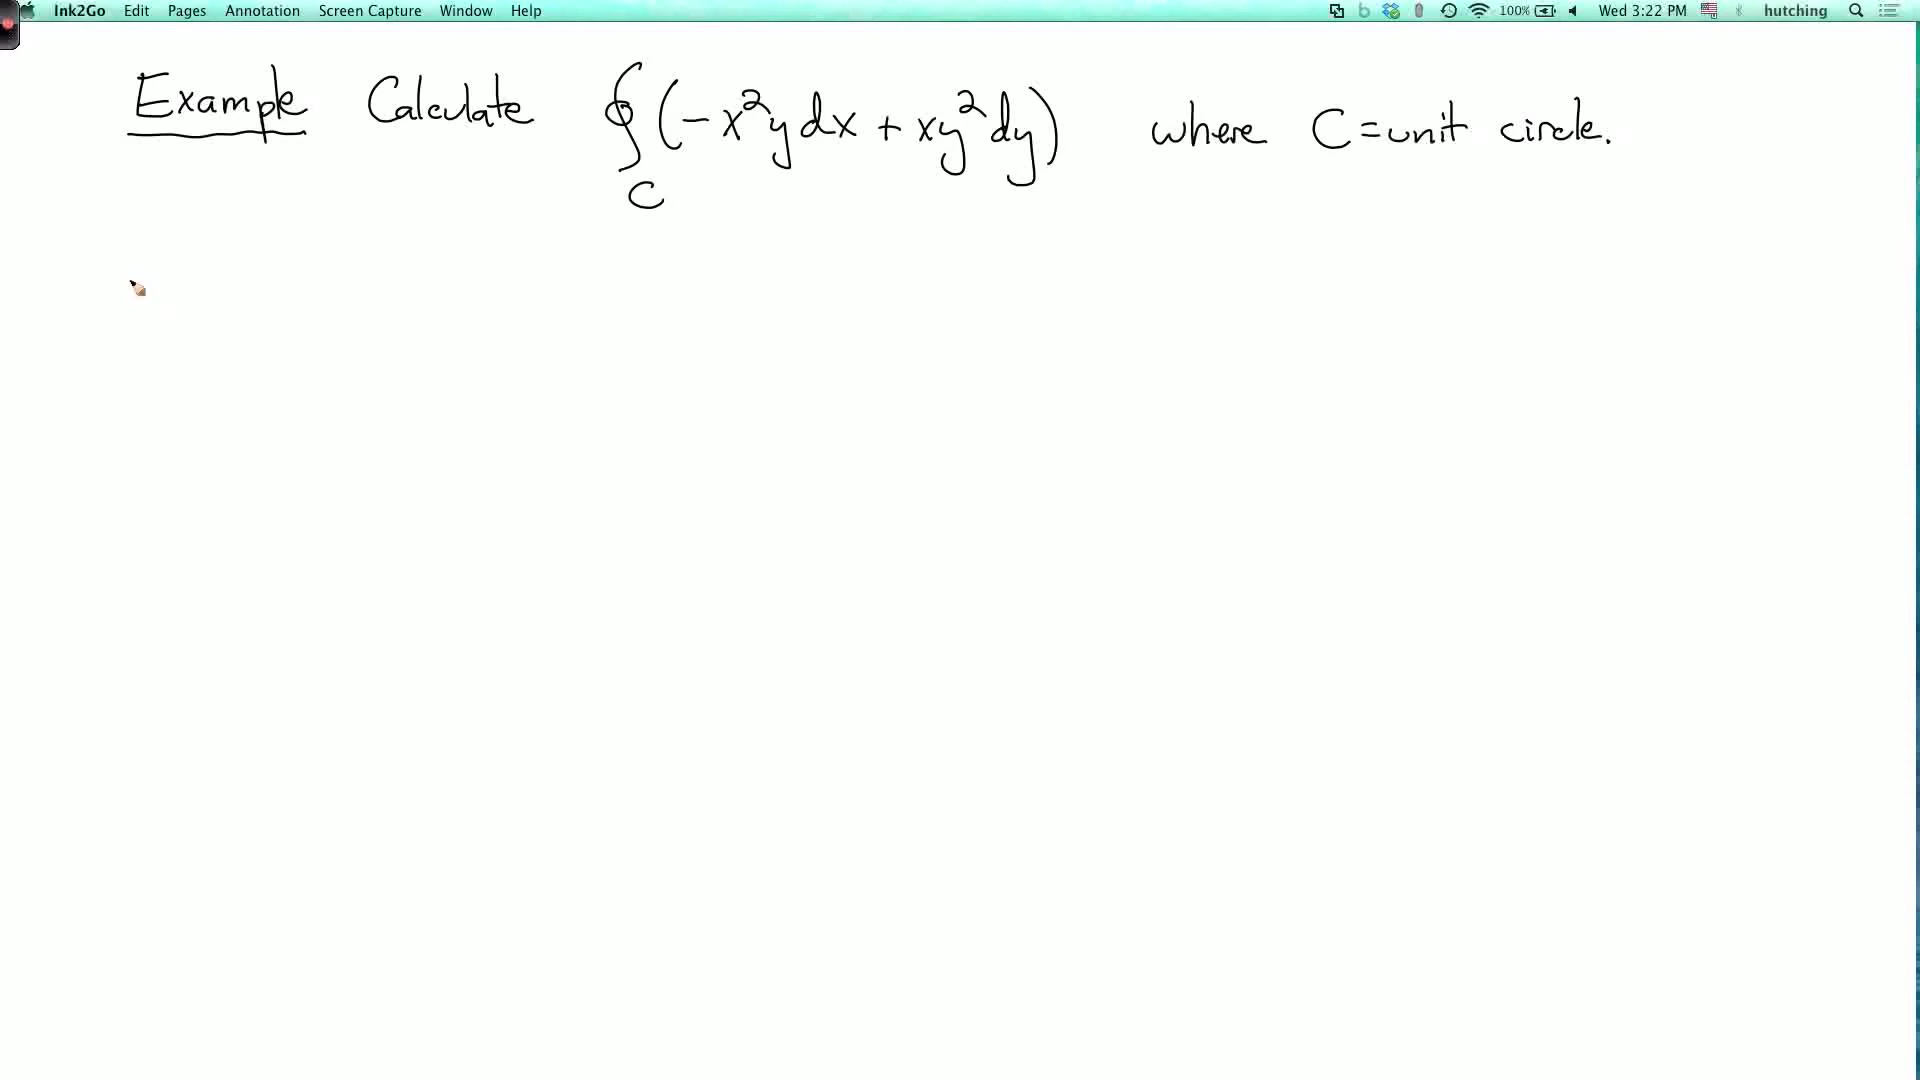 Ink2Go Edit Pages Annotation Screen Capture Window Help 100% Wed 3:22 PM hutching
Example Calculate ∮_C (-x²y dx + xy² dy) where C = unit circle.